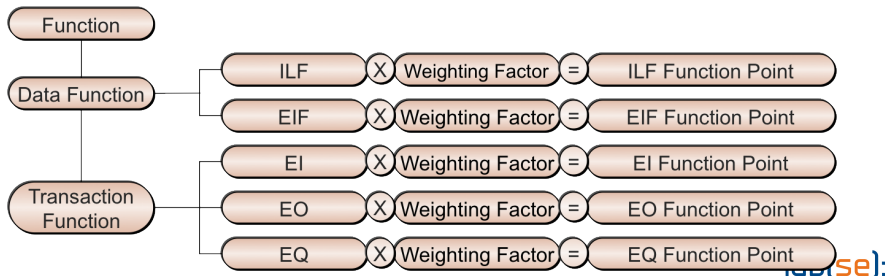 Function
Data Function
ILF X Weighting Factor = ILF Function Point
EIF X Weighting Factor = EIF Function Point
EI X Weighting Factor = EI Function Point
Transaction
Function
EO X Weighting Factor = EO Function Point
EQ X Weighting Factor = EQ Function Point